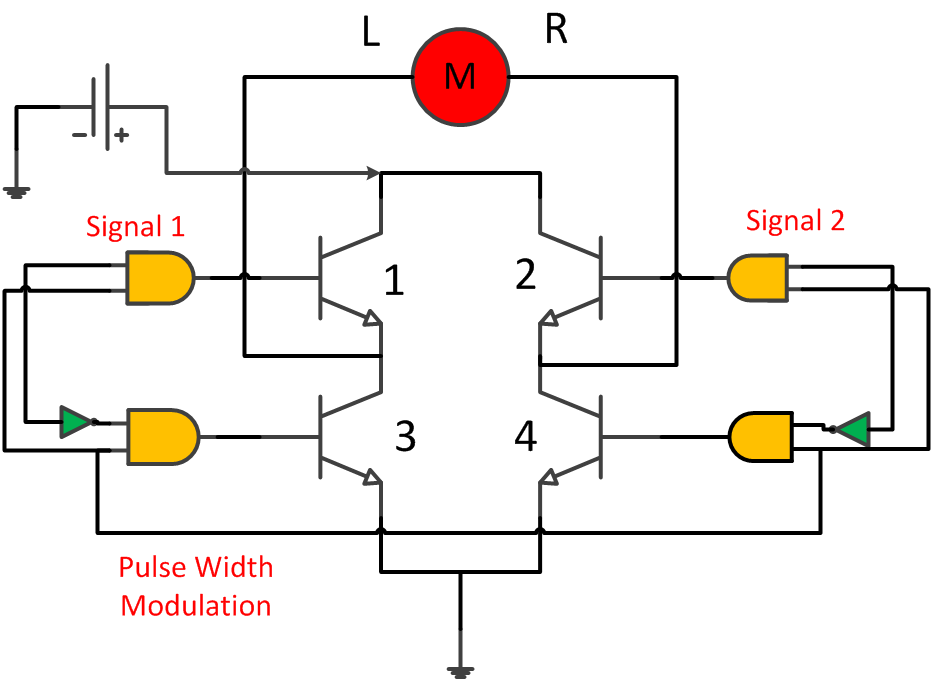 L
R
M
− +
Signal 1
Signal 2
1
2
3
4
Pulse Width
Modulation